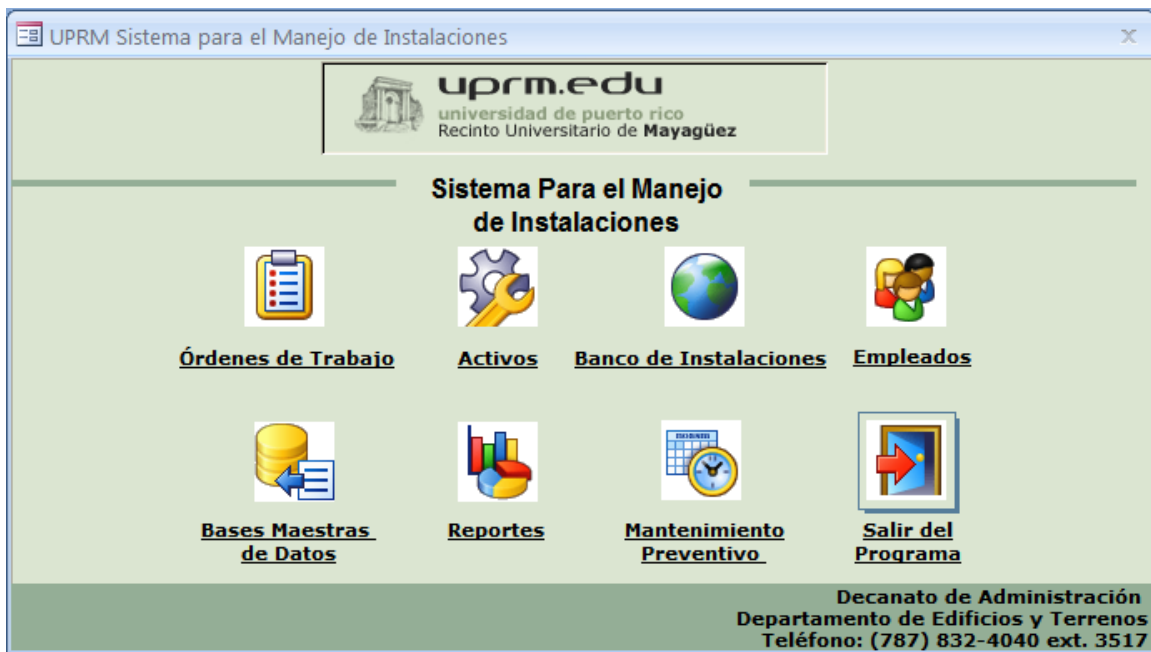 UPRM Sistema para el Manejo de Instalaciones
uprm.edu
universidad de puerto rico
Recinto Universitario de Mayagüez
Sistema Para el Manejo
de Instalaciones
Órdenes de Trabajo
Activos
Banco de Instalaciones
Empleados
Bases Maestras
de Datos
Reportes
Mantenimiento
Preventivo
Salir del
Programa
Decanato de Administración
Departamento de Edificios y Terrenos
Teléfono: (787) 832-4040 ext. 3517